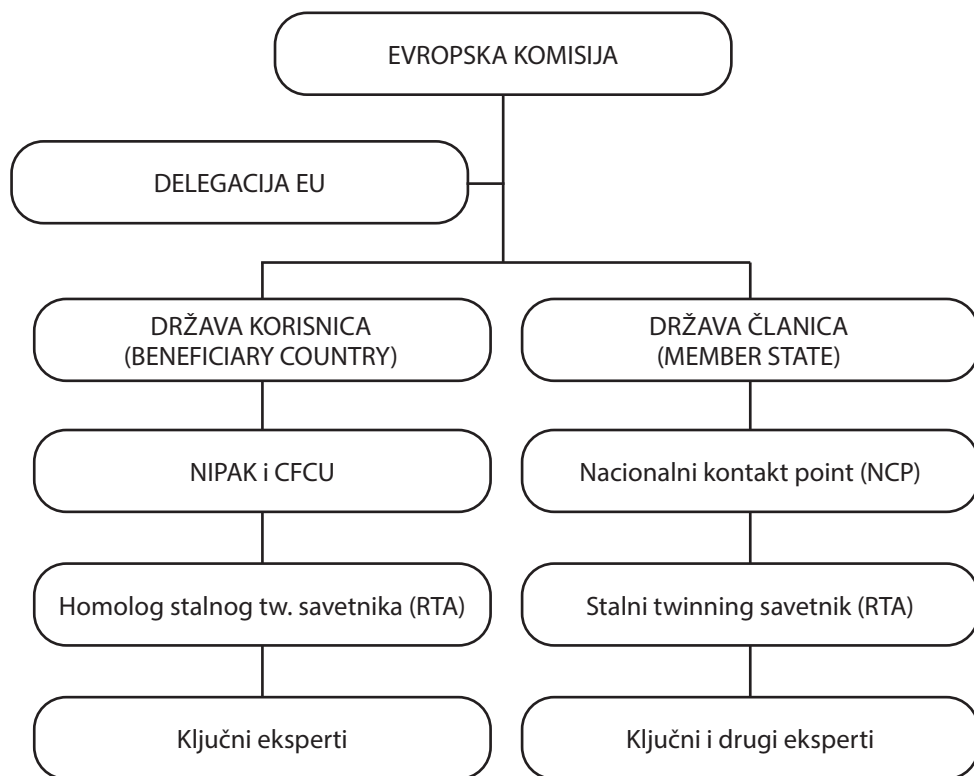 EVROPSKA KOMISIJA
DELEGACIJA EU
DRŽAVA KORISNICA
(BENEFICIARY COUNTRY)
DRŽAVA ČLANICA
(MEMBER STATE)
NIPAK i CFCU
Nacionalni kontakt point (NCP)
Homolog stalnog tw. savetnika (RTA)
Stalni twinning savetnik (RTA)
Ključni eksperti
Ključni i drugi eksperti